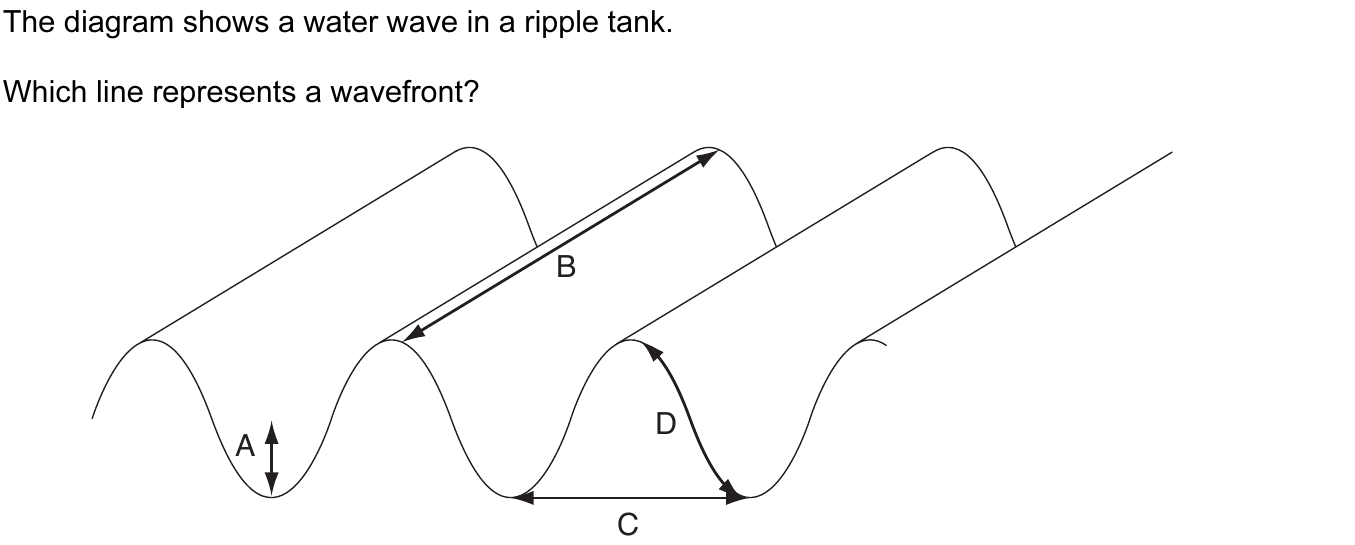 The diagram shows a water wave in a ripple tank.
Which line represents a wavefront?
B
A
D
C